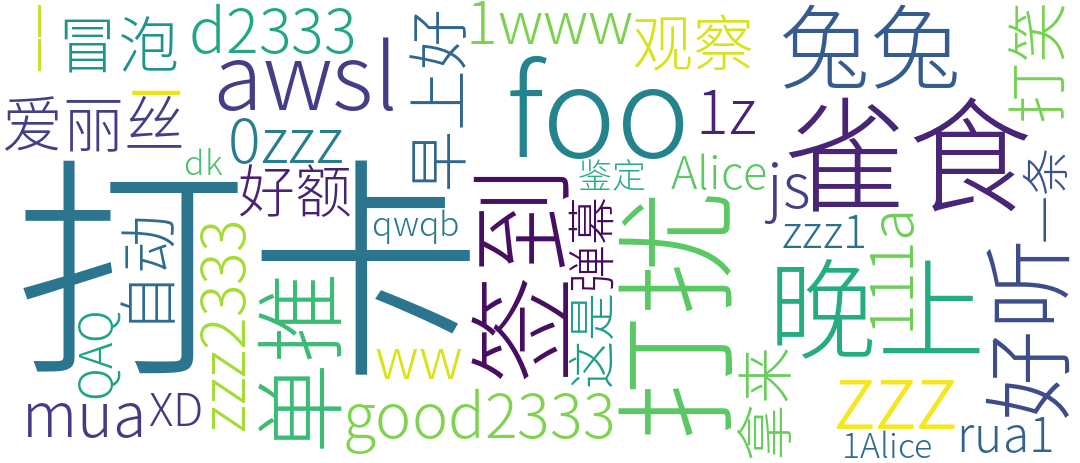 冒泡
d2333
1www
观察
兔兔
打笑
awsl
foo
爱丽丝
早上好
1z
雀食
0zzz
dk
好额
鉴定
Alice
js
一条
打卡
自动
qwqb
签到
弹幕
打扰
zzz1
111a
zzz2333
单推
这是
晚上
好听
QAQ
ww
拿来
zzz
mua
XD
good2333
1Alice
rua1